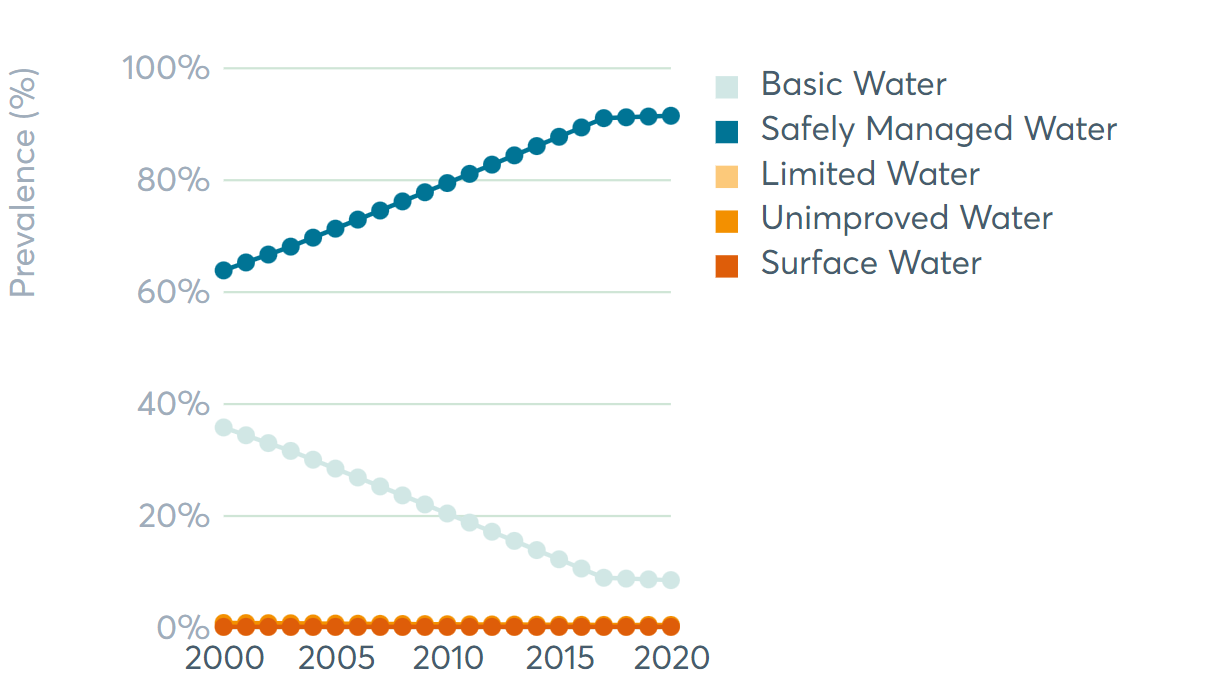 Prevalence (%)
100%
80%
60%
40%
20%
0%
2000 2005 2010 2015 2020
Basic Water
Safely Managed Water
Limited Water
Unimproved Water
Surface Water